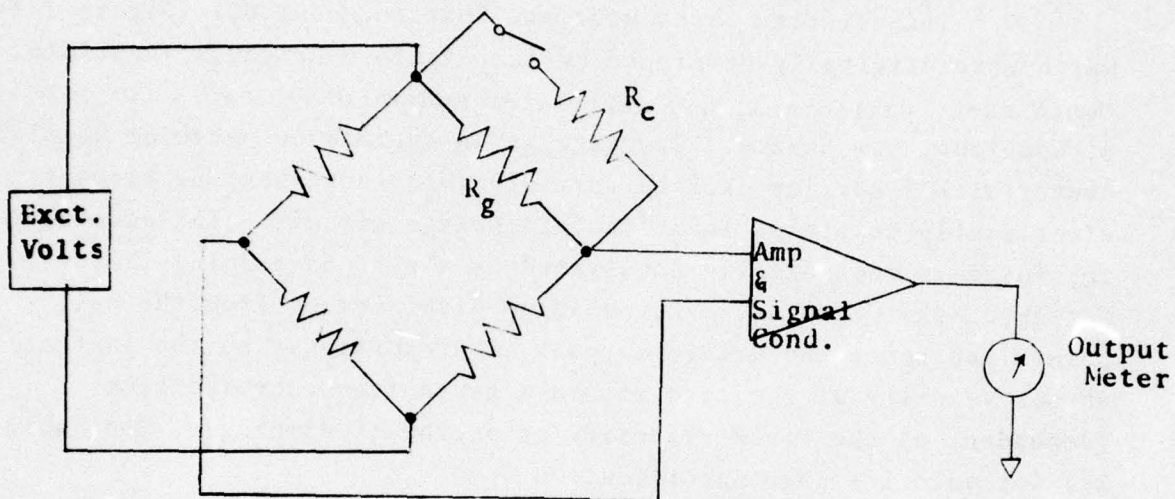 R_c
R_g
Exct.
Volts
Amp
&
Signal
Cond.
Output
Meter